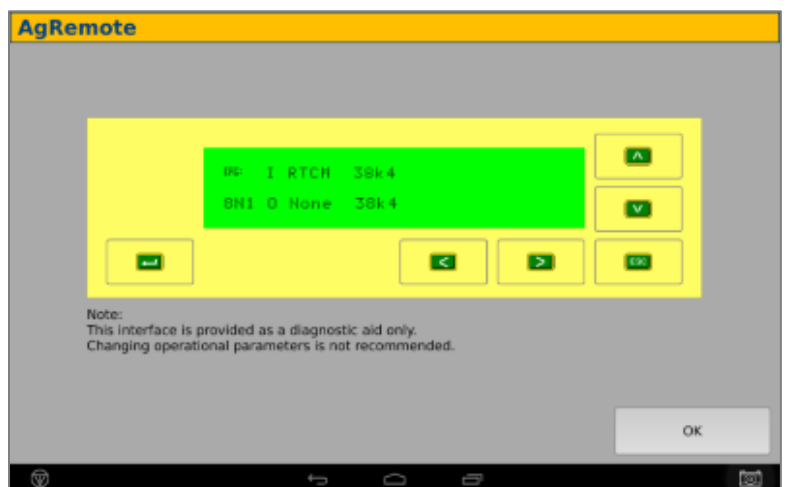 AgRemote
I RTCM 38k4
8N1 O None 38k4
ESC
Note:
This interface is provided as a diagnostic aid only.
Changing operational parameters is not recommended.
OK